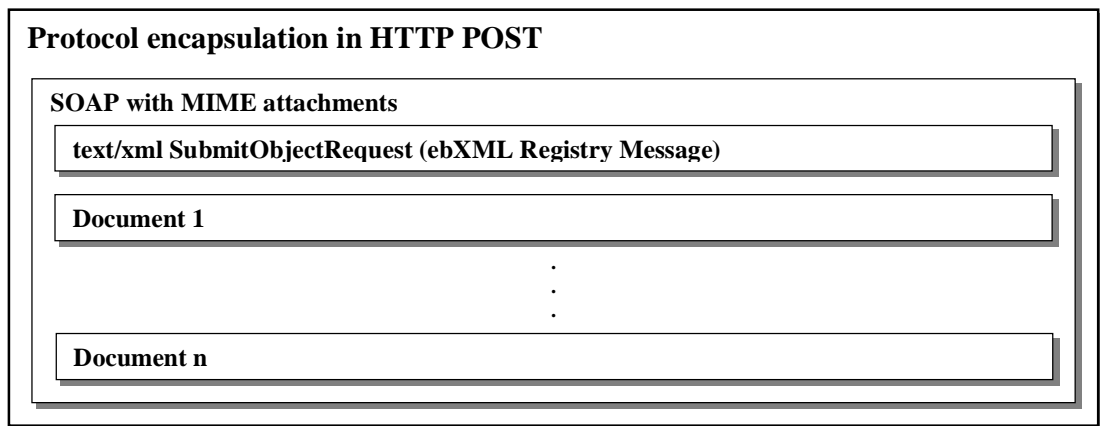 Protocol encapsulation in HTTP POST
SOAP with MIME attachments
text/xml SubmitObjectRequest (ebXML Registry Message)
Document 1
.
.
.
Document n